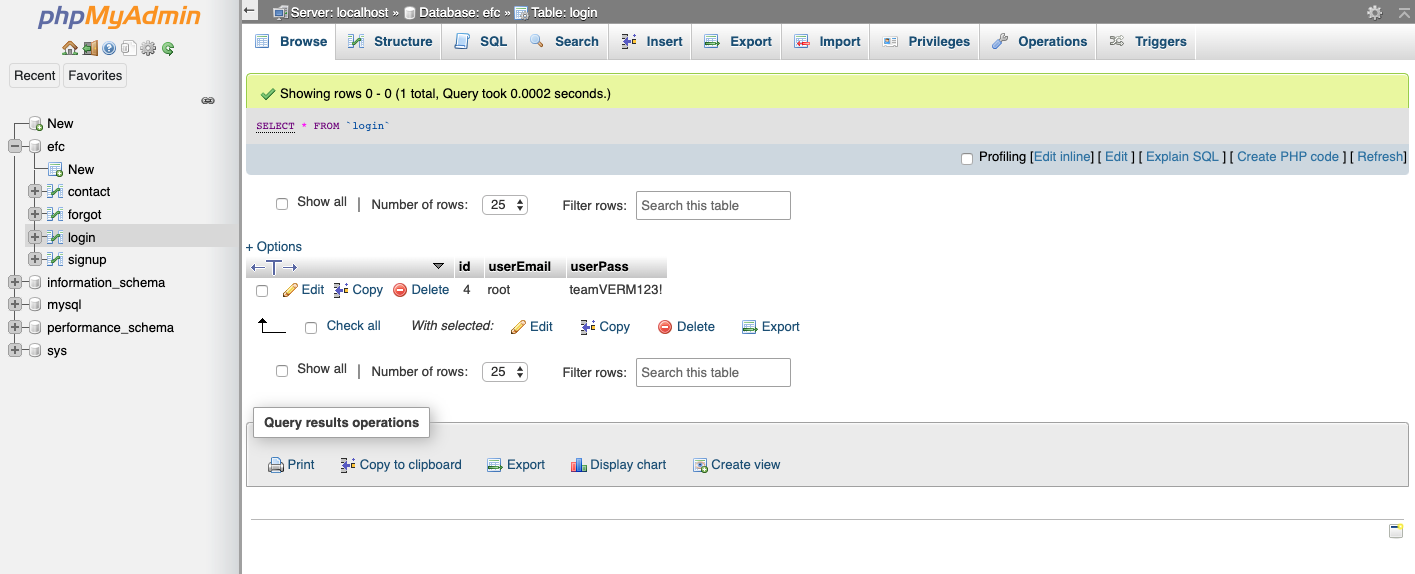 phpMyAdmin
Recent Favorites
New
efc
New
contact
forgot
login
signup
information_schema
mysql
performance_schema
sys
Server: localhost » Database: efc » Table: login
Browse Structure SQL Search Insert Export Import Privileges Operations Triggers
Showing rows 0 - 0 (1 total, Query took 0.0002 seconds.)
SELECT * FROM `login`
Profiling [Edit inline] [ Edit ] [ Explain SQL ] [ Create PHP code ] [ Refresh]
Show all | Number of rows: 25 Filter rows: Search this table
+ Options
id userEmail userPass
Edit Copy Delete 4 root teamVERM123!
Check all With selected: Edit Copy Delete Export
Show all | Number of rows: 25 Filter rows: Search this table
Query results operations
Print Copy to clipboard Export Display chart Create view